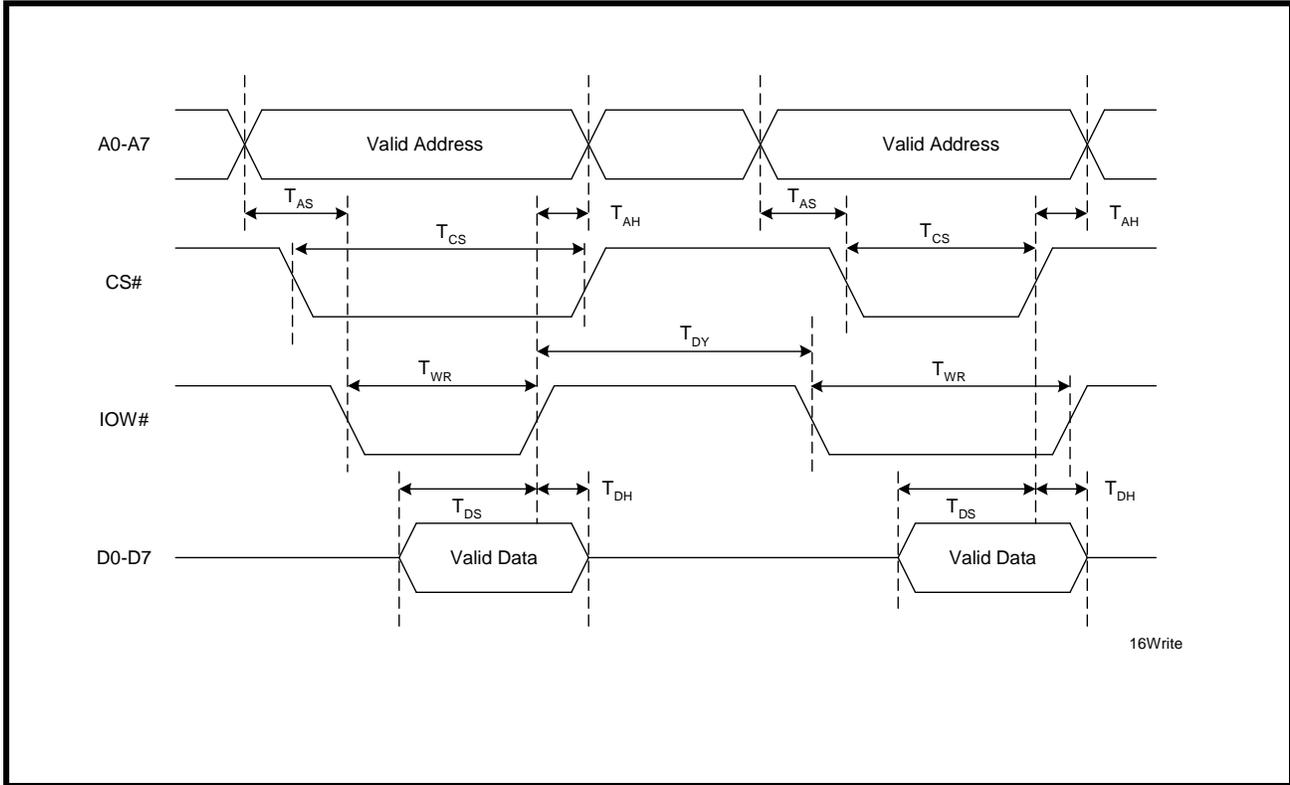 A0-A7
Valid Address
Valid Address
TAS
TAH
TAS
TAH
TCS
TCS
CS#
TDY
TWR
TWR
IOW#
TDS
TDH
TDS
TDH
D0-D7
Valid Data
Valid Data
16Write